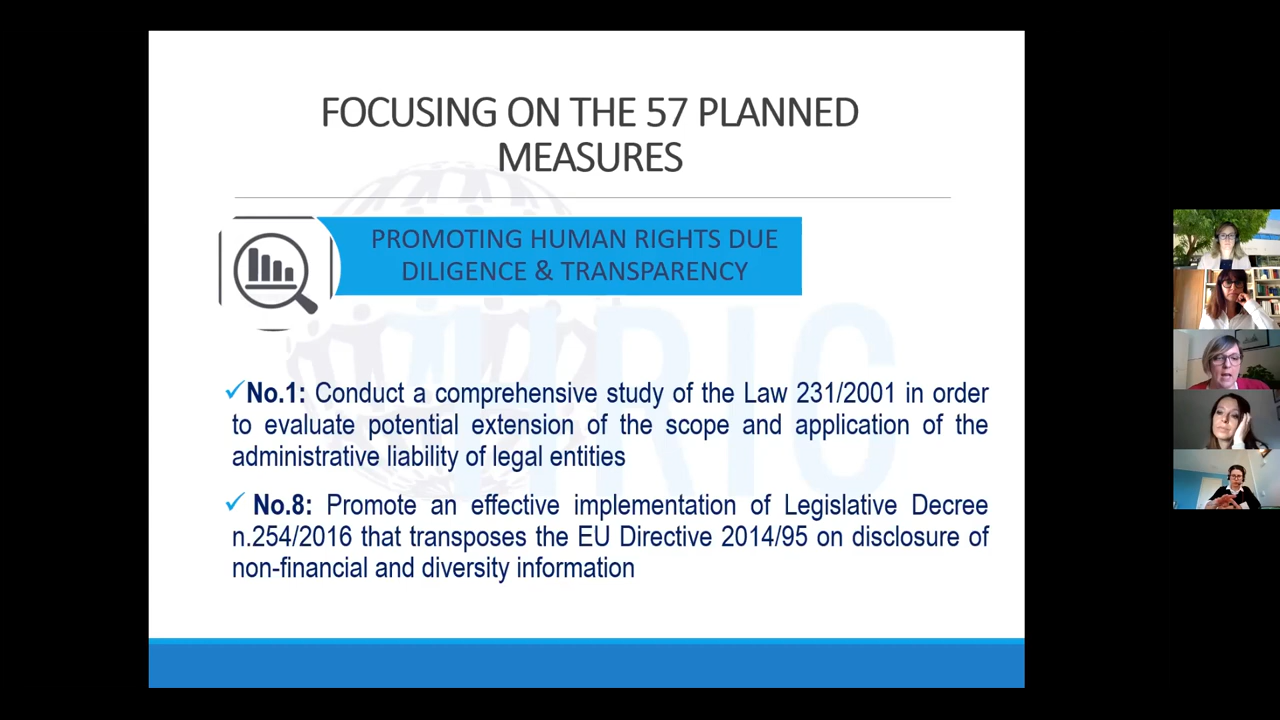 FOCUSING ON THE 57 PLANNED
MEASURES
PROMOTING HUMAN RIGHTS DUE
DILIGENCE & TRANSPARENCY
No.1: Conduct a comprehensive study of the Law 231/2001 in order
to evaluate potential extension of the scope and application of the
administrative liability of legal entities
No.8: Promote an effective implementation of Legislative Decree
n.254/2016 that transposes the EU Directive 2014/95 on disclosure of
non-financial and diversity information